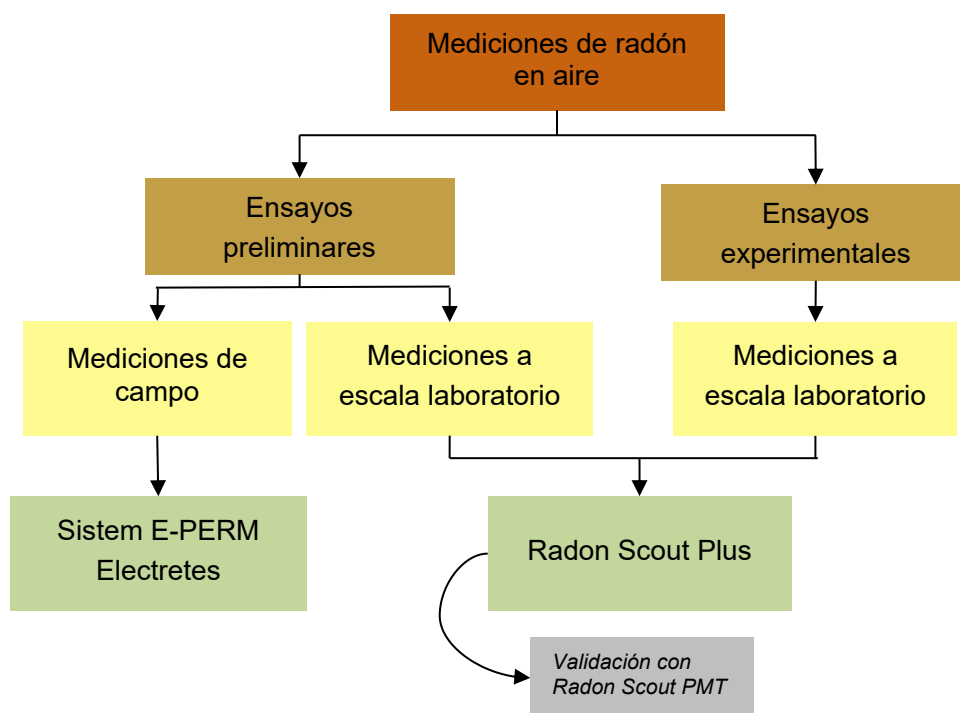 Mediciones de radón
en aire
Ensayos
preliminares
Ensayos
experimentales
Mediciones de
campo
Mediciones a
escala laboratorio
Mediciones a
escala laboratorio
Sistem E-PERM
Electretes
Radon Scout Plus
Validación con
Radon Scout PMT